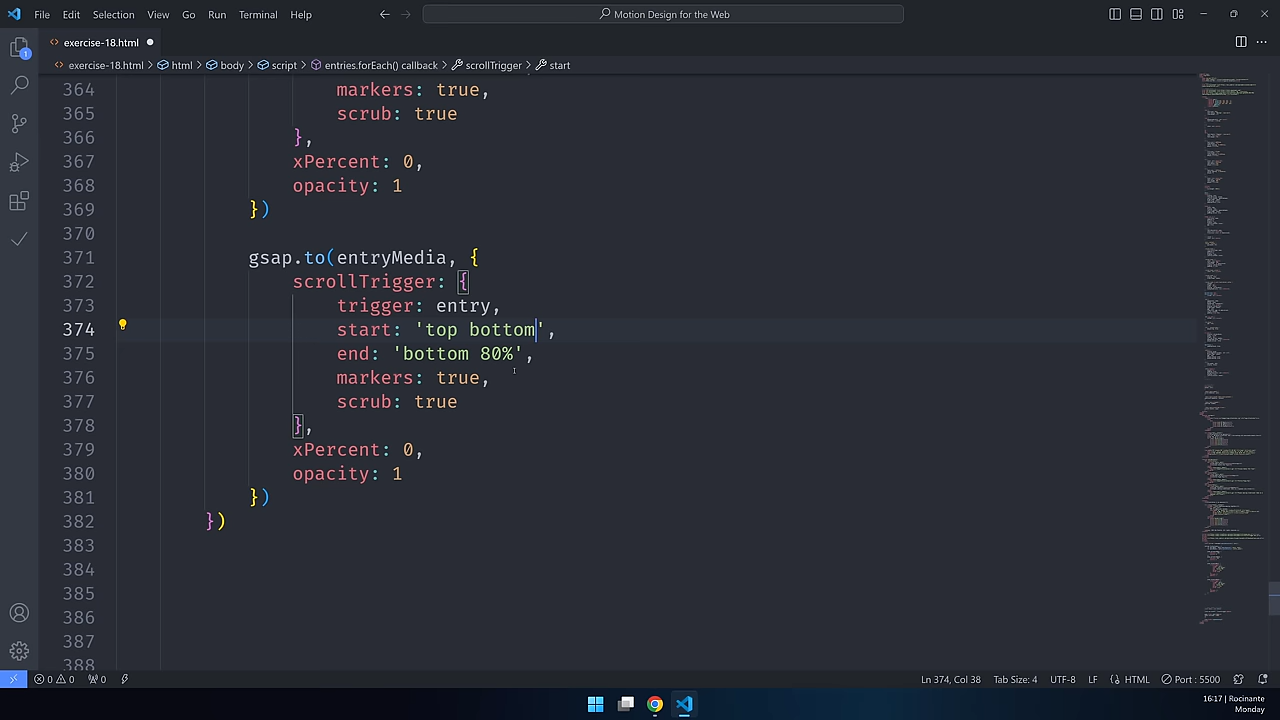 File Edit Selection View Go Run Terminal Help
Motion Design for the Web
exercise-18.html
exercise-18.html > html > body > script > entries.forEach() callback > scrollTrigger > start
1
364 markers: true,
365 scrub: true
366 },
367 xPercent: 0,
368 opacity: 1
369 })
370
371 gsap.to(entryMedia, {
372 scrollTrigger: {
373 trigger: entry,
374 start: 'top bottom',
375 end: 'bottom 80%',
376 markers: true,
377 scrub: true
378 },
379 xPercent: 0,
380 opacity: 1
381 })
382 })
383
384
385
386
387
388
0 0 0 Ln 374, Col 38 Tab Size: 4 UTF-8 LF HTML Port : 5500
16:17 | Rocinante
Monday